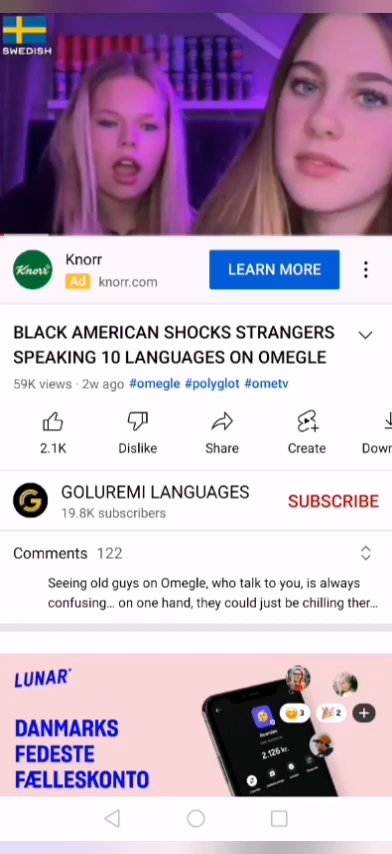 SWEDISH
Knorr
Knorr
LEARN MORE
Ad knorr.com
BLACK AMERICAN SHOCKS STRANGERS
SPEAKING 10 LANGUAGES ON OMEGLE
59K views · 2w ago #omegle #polyglot #ometv
2.1K
Dislike
Share
Create
Down
G
GOLUREMI LANGUAGES
19.8K subscribers
SUBSCRIBE
Comments 122
Seeing old guys on Omegle, who talk to you, is always
confusing... on one hand, they could just be chilling ther...
LUNAR°
DANMARKS
FEDESTE
FÆLLESKONTO
2.126 kr.
3
2